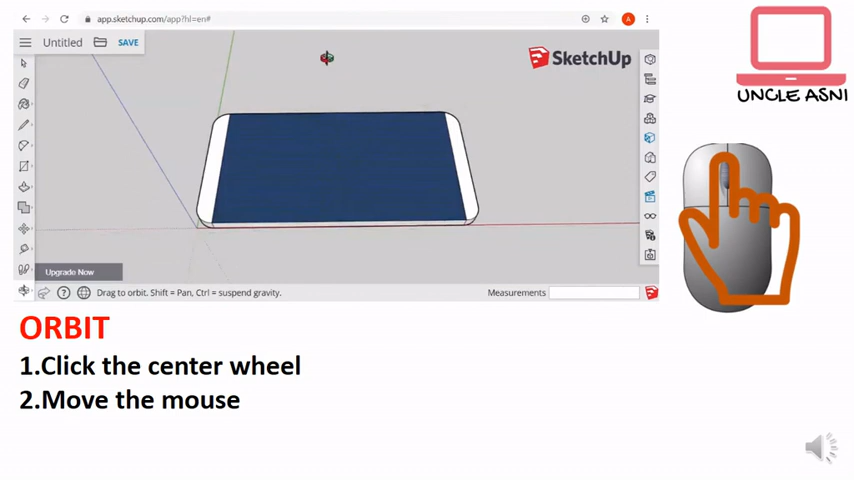 app.sketchup.com/app?hl=en#
A
Untitled
SAVE
SketchUp
UNCLE ASNI
Upgrade Now
Drag to orbit. Shift = Pan, Ctrl = suspend gravity.
Measurements
ORBIT
1.Click the center wheel
2.Move the mouse